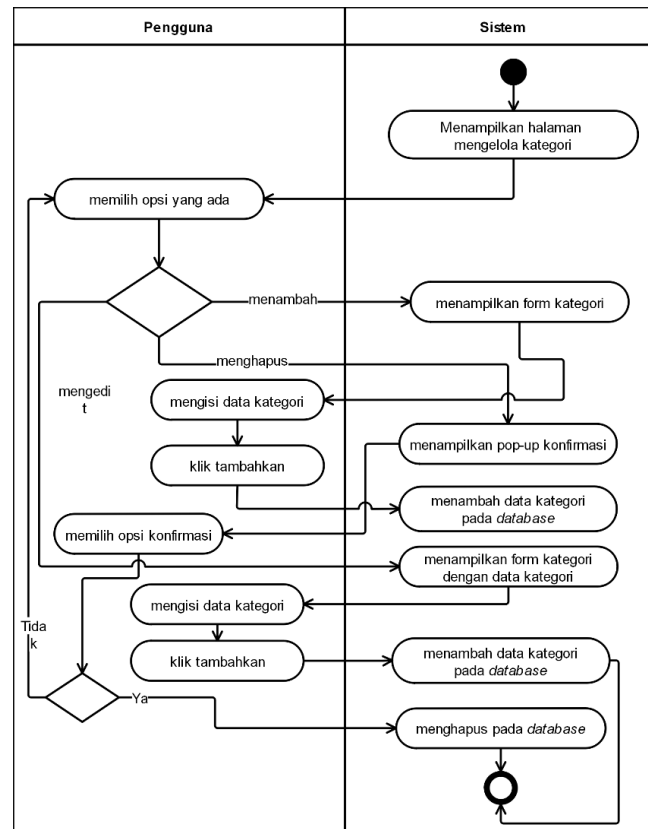 Pengguna
Sistem
Menampilkan halaman
mengelola kategori
memilih opsi yang ada
menambah
menampilkan form kategori
menghapus
mengedi
t
mengisi data kategori
menampilkan pop-up konfirmasi
klik tambahkan
menambah data kategori
pada database
memilih opsi konfirmasi
menampilkan form kategori
dengan data kategori
mengisi data kategori
Tida
k
klik tambahkan
menambah data kategori
pada database
Ya
menghapus pada database